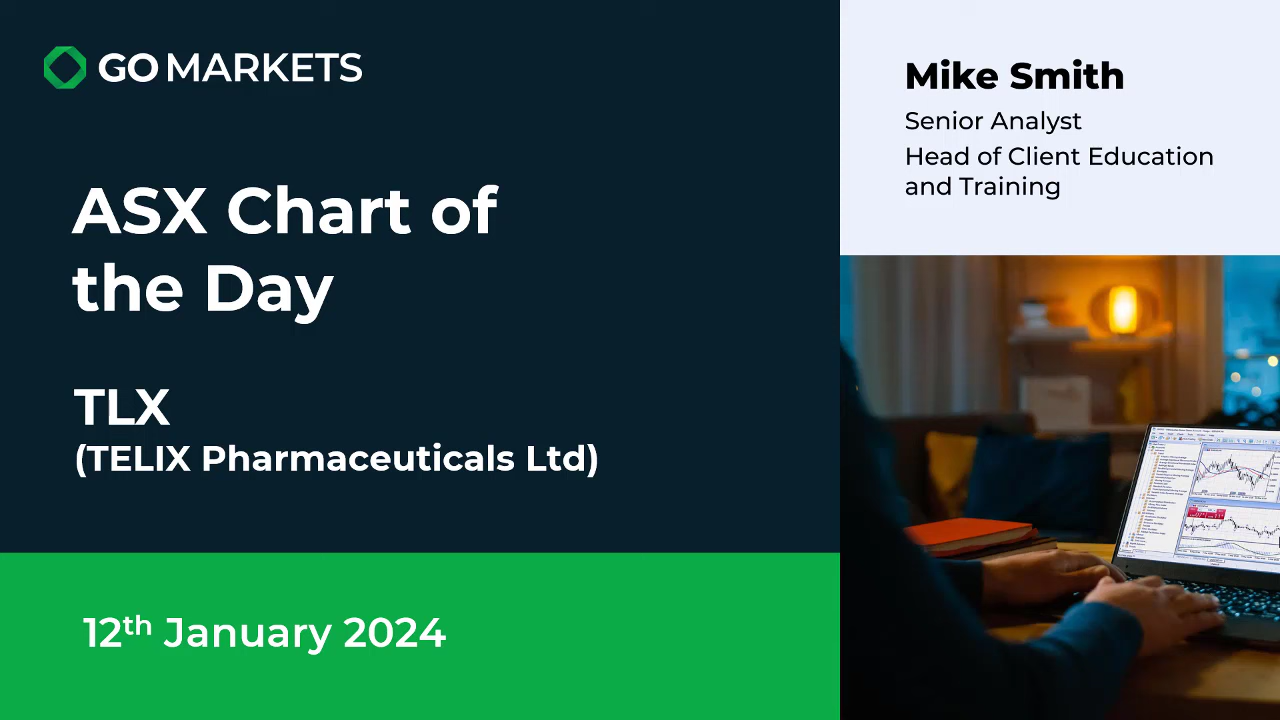 GO MARKETS
ASX Chart of
the Day
TLX
(TELIX Pharmaceuticals Ltd)
12th January 2024
Mike Smith
Senior Analyst
Head of Client Education
and Training